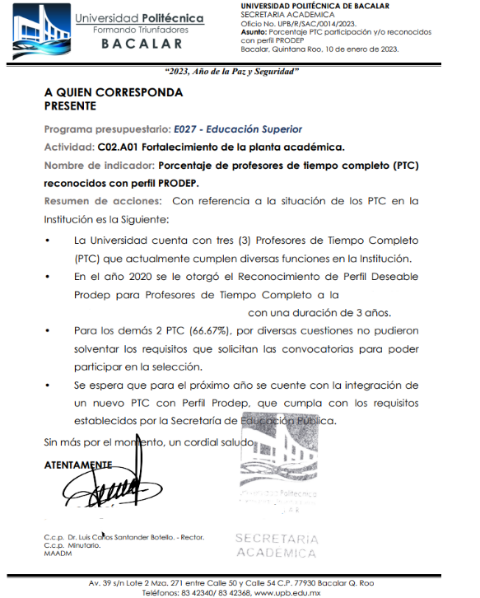 Universidad Politécnica
Formando Triunfadores
BACALAR
UNIVERSIDAD POLITÉCNICA DE BACALAR
SECRETARIA ACADEMICA
Oficio No. UPB/R/SAC/0014/2023.
Asunto: Porcentaje PTC participación y/o reconocidos
con perfil PRODEP
Bacalar, Quintana Roo, 10 de enero de 2023.
"2023, Año de la Paz y Seguridad"
A QUIEN CORRESPONDA
PRESENTE
Programa presupuestario: E027 - Educación Superior
Actividad: C02.A01 Fortalecimiento de la planta académica.
Nombre de indicador: Porcentaje de profesores de tiempo completo (PTC)
reconocidos con perfil PRODEP.
Resumen de acciones: Con referencia a la situación de los PTC en la
Institución es la Siguiente:
• La Universidad cuenta con tres (3) Profesores de Tiempo Completo
(PTC) que actualmente cumplen diversas funciones en la Institución.
• En el año 2020 se le otorgó el Reconocimiento de Perfil Deseable
Prodep para Profesores de Tiempo Completo a la
con una duración de 3 años.
• Para los demás 2 PTC (66.67%), por diversas cuestiones no pudieron
solventar los requisitos que solicitan las convocatorias para poder
participar en la selección.
• Se espera que para el próximo año se cuente con la integración de
un nuevo PTC con Perfil Prodep, que cumpla con los requisitos
establecidos por la Secretaría de Educación Pública.
Sin más por el momento, un cordial saludo.
ATENTAMENTE
Universidad Politécnica
SECRETARIA
ACADEMICA
C.c.p. Dr. Luis Carlos Santander Botello. - Rector.
C.c.p. Minutario.
MAADM
Av. 39 s/n Lote 2 Mza. 271 entre Calle 50 y Calle 54 C.P. 77930 Bacalar Q. Roo
Teléfonos: 83 42340/ 83 42368, www.upb.edu.mx